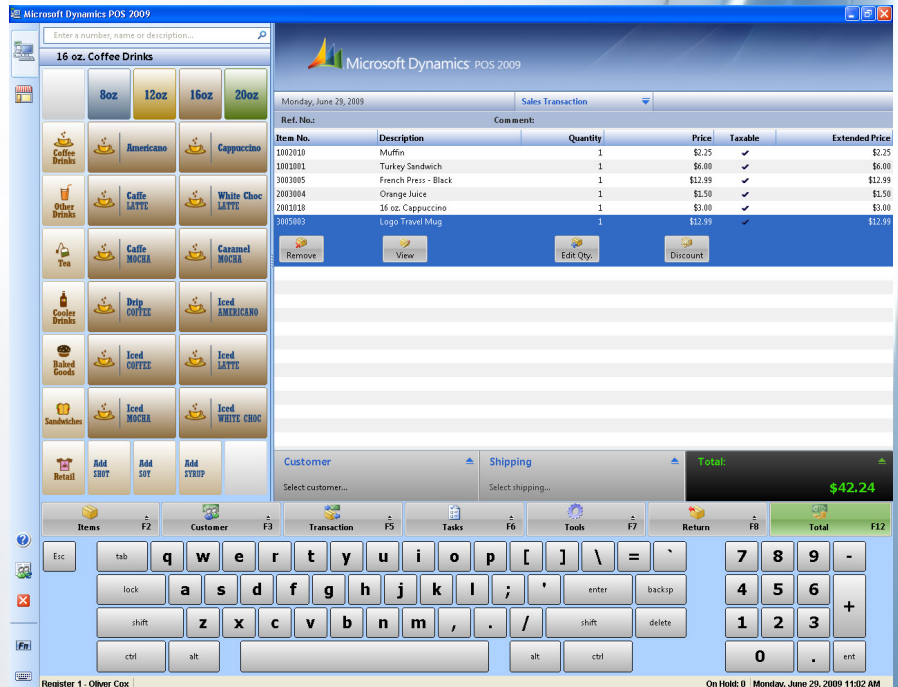 Microsoft Dynamics POS 2009
Enter a number, name or description...
16 oz. Coffee Drinks
8oz 12oz 16oz 20oz
Coffee Drinks
Americano
Cappuccino
Other Drinks
Caffe LATTE
White Choc LATTE
Tea
Caffe MOCHA
Caramel MOCHA
Cooler Drinks
Drip COFFEE
Iced AMERICANO
Baked Goods
Iced COFFEE
Iced LATTE
Sandwiches
Iced MOCHA
Iced WHITE CHOC
Retail
Add SHOT
Add SOY
Add SYRUP
Microsoft Dynamics POS 2009
Monday, June 29, 2009 Sales Transaction
Ref. No.: Comment:
Item No. Description Quantity Price Taxable Extended Price
1002010 Muffin 1 $2.25 ✔ $2.25
1001001 Turkey Sandwich 1 $6.00 ✔ $6.00
3003005 French Press - Black 1 $12.99 ✔ $12.99
2003004 Orange Juice 1 $1.50 ✔ $1.50
2001018 16 oz. Cappuccino 1 $3.00 ✔ $3.00
3005003 Logo Travel Mug 1 $12.99 ✔ $12.99
Remove View Edit Qty. Discount
Customer Shipping Total:
Select customer... Select shipping... $42.24
Items F2 Customer F3 Transaction F5 Tasks F6 Tools F7 Return F8 Total F12
Esc tab q w e r t y u i o p [ ] \ = ` 7 8 9 -
lock a s d f g h j k l ; ' enter backsp 4 5 6 +
shift z x c v b n m , . / shift delete 1 2 3
ctrl alt alt ctrl 0 . ent
Fn
Register 1 - Oliver Cox On Hold: 0 Monday, June 29, 2009 11:02 AM